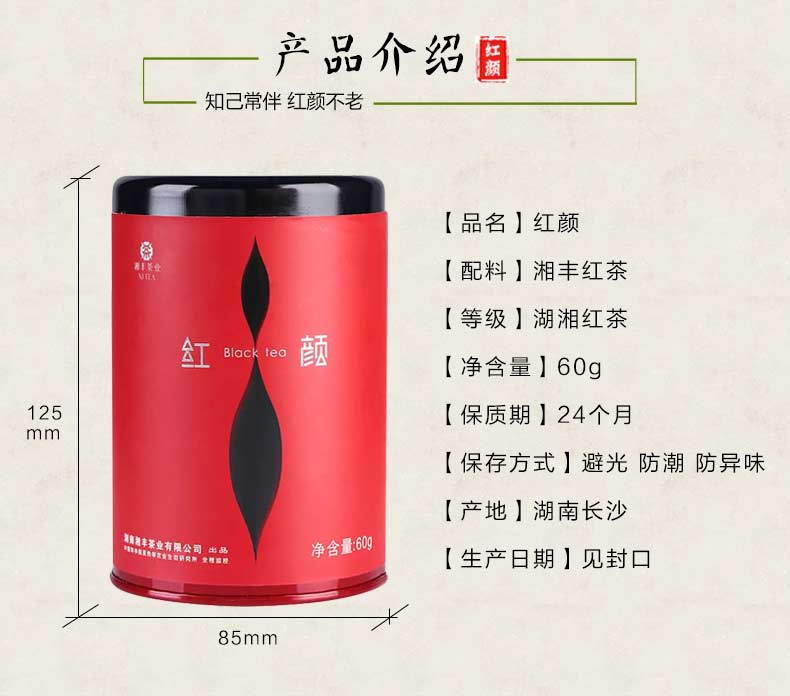 产品介绍
红颜
知己常伴 红颜不老
湘丰茶业
XFTEA
紅 Black tea 颜
湖南湘丰茶业有限公司 出品
净含量:60g
125
mm
85mm
【品名】红颜
【配料】湘丰红茶
【等级】湖湘红茶
【净含量】60g
【保质期】24个月
【保存方式】避光 防潮 防异味
【产地】湖南长沙
【生产日期】见封口